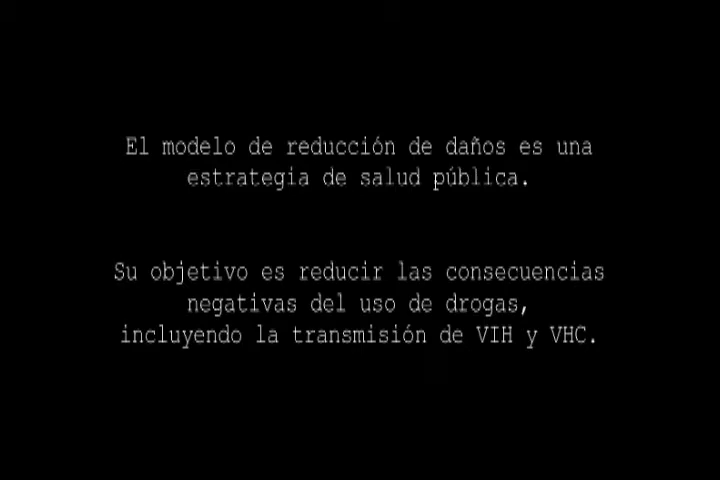 El modelo de reducción de daños es una
estrategia de salud pública.
Su objetivo es reducir las consecuencias
negativas del uso de drogas,
incluyendo la transmisión de VIH y VHC.